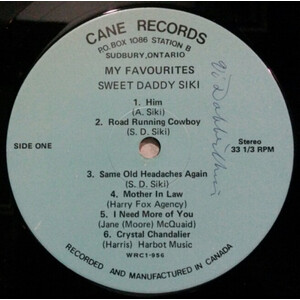 CANE RECORDS
P.O. BOX 1086 STATION B
SUDBURY, ONTARIO
MY FAVOURITES
SWEET DADDY SIKI
1. Him
(A. Siki)
2. Road Running Cowboy
(S. D. Siki)
SIDE ONE
Stereo
33 1/3 RPM
3. Same Old Headaches Again
(S. D. Siki)
4. Mother in Law
(Harry Fox Agency)
5. I Need More of You
(Jane (Moore) McQuaid)
6. Crystal Chandalier
(Harris) Harbot Music
WRC1-956
RECORDED AND MANUFACTURED IN CANADA